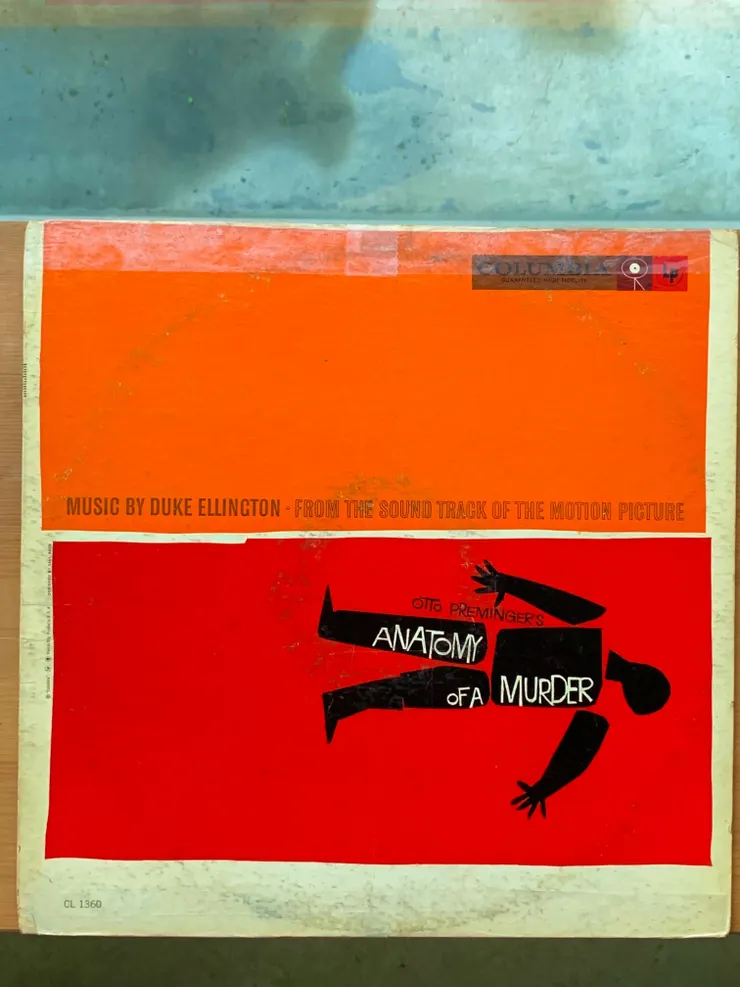 COLUMBIA
GUARANTEED HIGH FIDELITY
Lp
MUSIC BY DUKE ELLINGTON · FROM THE SOUND TRACK OF THE MOTION PICTURE
OTTO PREMINGER'S
ANATOMY
OF A MURDER
CL 1360